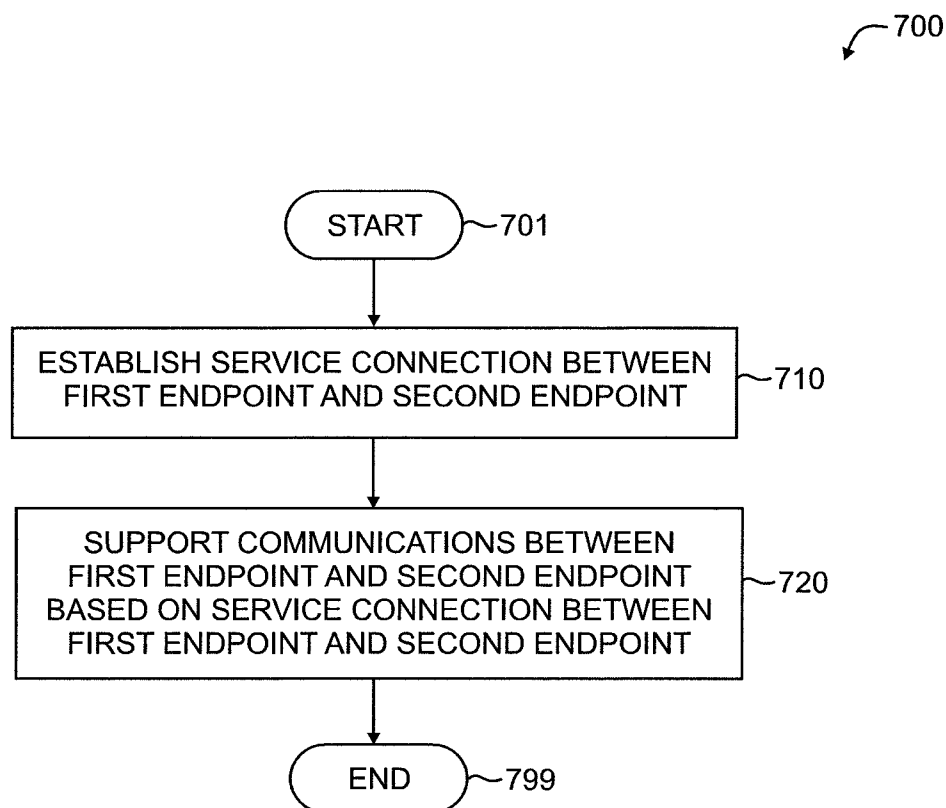 700
START
701
ESTABLISH SERVICE CONNECTION BETWEEN
FIRST ENDPOINT AND SECOND ENDPOINT
710
SUPPORT COMMUNICATIONS BETWEEN
FIRST ENDPOINT AND SECOND ENDPOINT
BASED ON SERVICE CONNECTION BETWEEN
FIRST ENDPOINT AND SECOND ENDPOINT
720
END
799